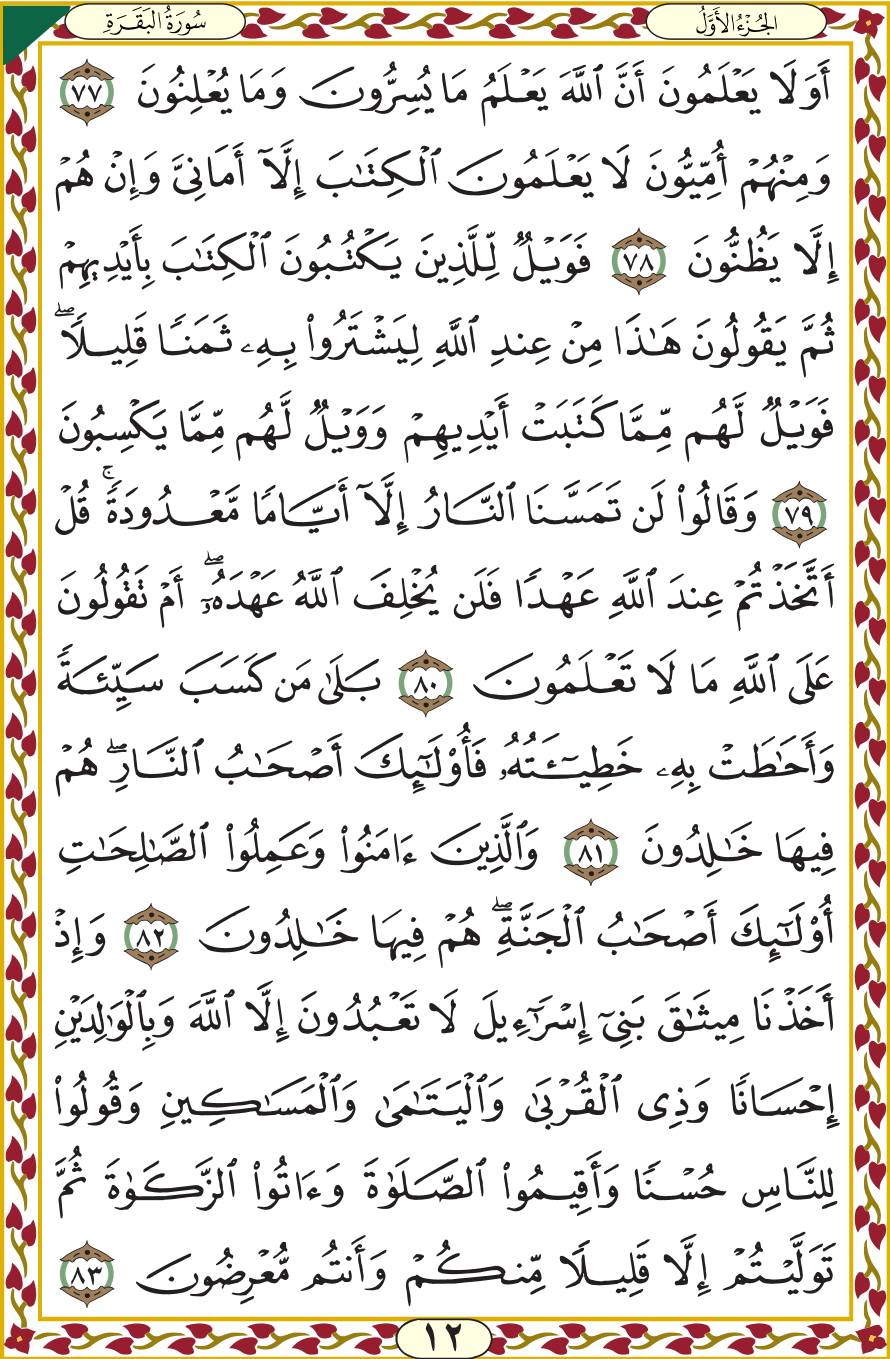 الجُزْءُ الأَوَّلُ
سُورَةُ البَقَرَةِ
أَوَلَا يَعْلَمُونَ أَنَّ ٱللَّهَ يَعْلَمُ مَا يُسِرُّونَ وَمَا يُعْلِنُونَ ٧٧
وَمِنْهُمْ أُمِّيُّونَ لَا يَعْلَمُونَ ٱلْكِتَٰبَ إِلَّآ أَمَانِىَّ وَإِنْ هُمْ
إِلَّا يَظُنُّونَ ٧٨ فَوَيْلٌ لِّلَّذِينَ يَكْتُبُونَ ٱلْكِتَٰبَ بِأَيْدِيهِمْ
ثُمَّ يَقُولُونَ هَٰذَا مِنْ عِندِ ٱللَّهِ لِيَشْتَرُوا۟ بِهِۦ ثَمَنًا قَلِيلًا ۖ
فَوَيْلٌ لَّهُم مِّمَّا كَتَبَتْ أَيْدِيهِمْ وَوَيْلٌ لَّهُم مِّمَّا يَكْسِبُونَ
٧٩ وَقَالُوا۟ لَن تَمَسَّنَا ٱلنَّارُ إِلَّآ أَيَّامًا مَّعْدُودَةً ۚ قُلْ
أَتَّخَذْتُمْ عِندَ ٱللَّهِ عَهْدًا فَلَن يُخْلِفَ ٱللَّهُ عَهْدَهُۥٓ ۖ أَمْ تَقُولُونَ
عَلَى ٱللَّهِ مَا لَا تَعْلَمُونَ ٨٠ بَلَىٰ مَن كَسَبَ سَيِّئَةً
وَأَحَٰطَتْ بِهِۦ خَطِيـَٔتُهُۥ فَأُو۟لَٰٓئِكَ أَصْحَٰبُ ٱلنَّارِ ۖ هُمْ
فِيهَا خَٰلِدُونَ ٨١ وَٱلَّذِينَ ءَامَنُوا۟ وَعَمِلُوا۟ ٱلصَّٰلِحَٰتِ
أُو۟لَٰٓئِكَ أَصْحَٰبُ ٱلْجَنَّةِ ۖ هُمْ فِيهَا خَٰلِدُونَ ٨٢ وَإِذْ
أَخَذْنَا مِيثَٰقَ بَنِىٓ إِسْرَٰٓءِيلَ لَا تَعْبُدُونَ إِلَّا ٱللَّهَ وَبِٱلْوَٰلِدَيْنِ
إِحْسَانًا وَذِى ٱلْقُرْبَىٰ وَٱلْيَتَٰمَىٰ وَٱلْمَسَٰكِينِ وَقُولُوا۟
لِلنَّاسِ حُسْنًا وَأَقِيمُوا۟ ٱلصَّلَوٰةَ وَءَاتُوا۟ ٱلزَّكَوٰةَ ثُمَّ
تَوَلَّيْتُمْ إِلَّا قَلِيلًا مِّنكُمْ وَأَنتُم مُّعْرِضُونَ ٨٣
١٢